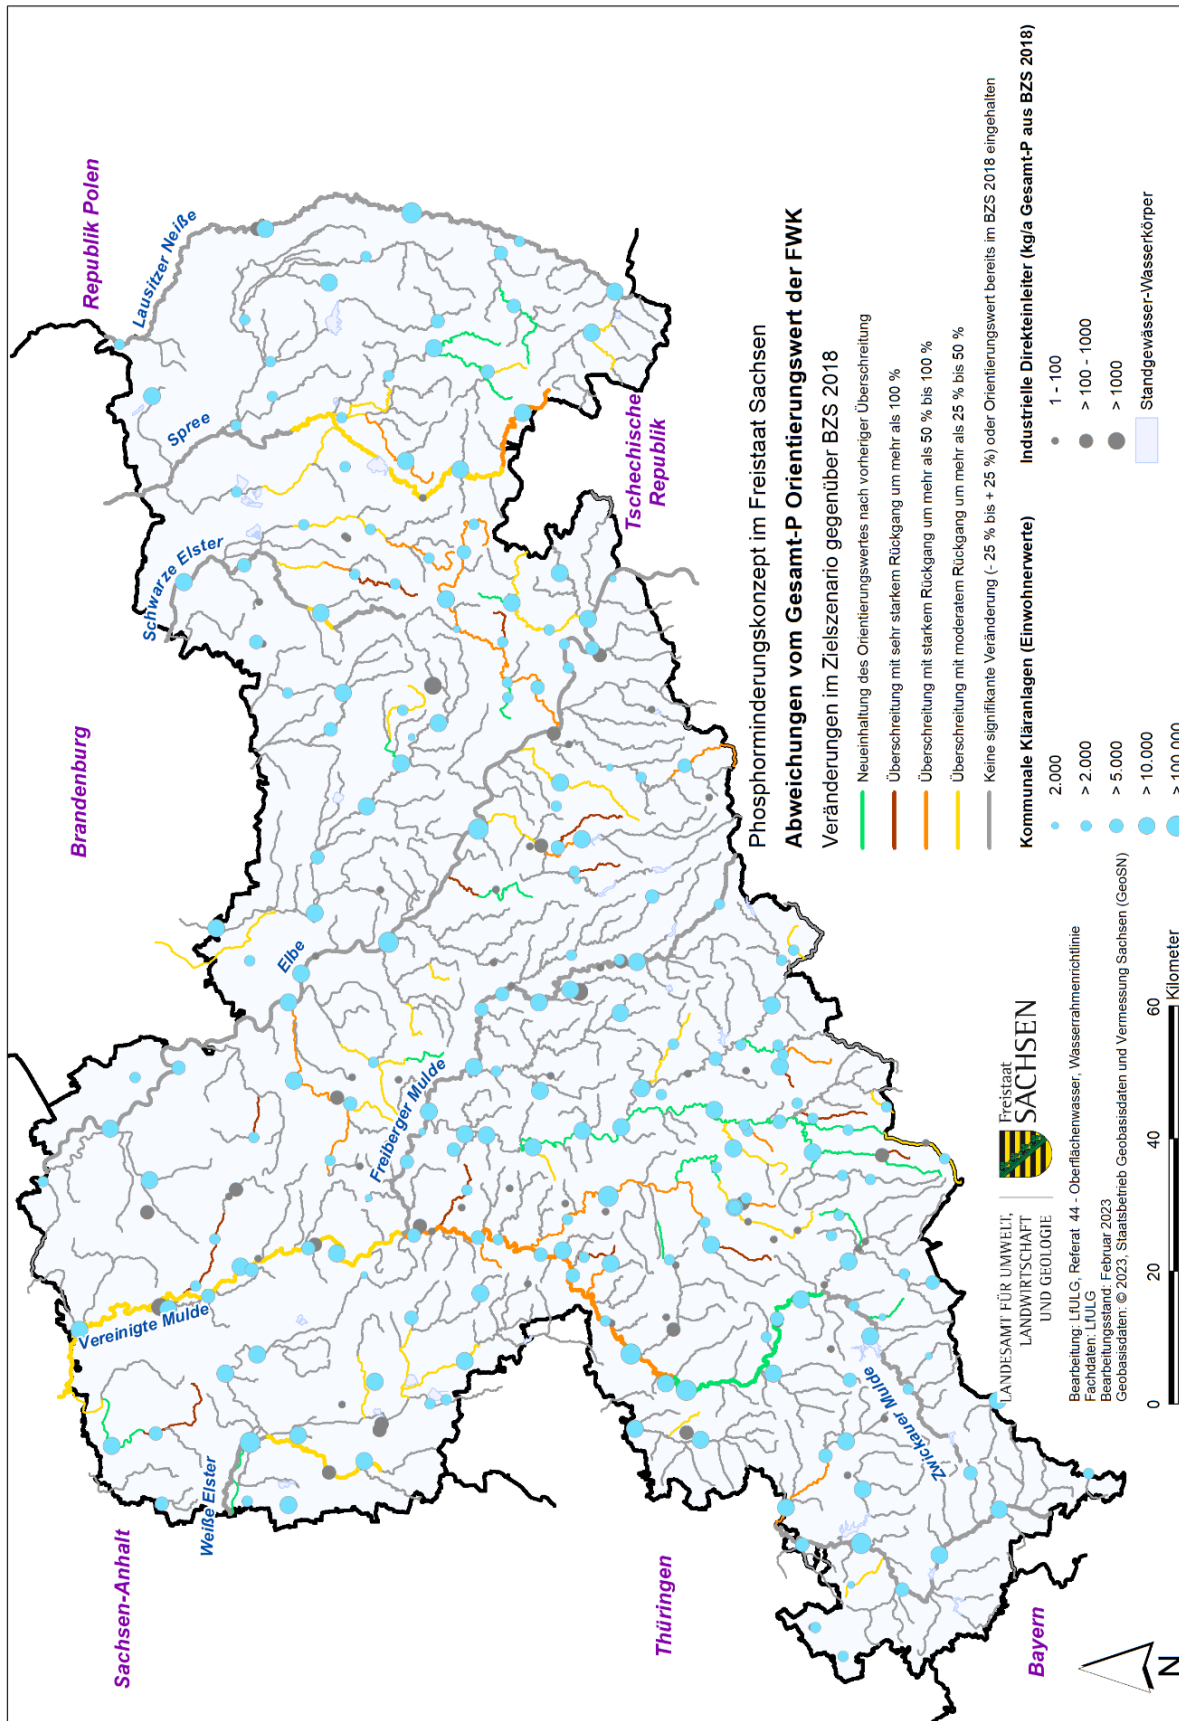 Phosphorminderungskonzept im Freistaat Sachsen
Abweichungen vom Gesamt-P Orientierungswert der FWK
Veränderungen im Zielszenario gegenüber BZS 2018
Neueinhaltung des Orientierungswertes nach vorheriger Überschreitung
Überschreitung mit sehr starkem Rückgang um mehr als 100 %
Überschreitung mit starkem Rückgang um mehr als 50 % bis 100 %
Überschreitung mit moderatem Rückgang um mehr als 25 % bis 50 %
Keine signifikante Veränderung (- 25 % bis + 25 %) oder Orientierungswert bereits im BZS 2018 eingehalten
Kommunale Kläranlagen (Einwohnerwerte)
2.000
> 2.000
> 5.000
> 10.000
> 100.000
Industrielle Direkteinleiter (kg/a Gesamt-P aus BZS 2018)
1 - 100
> 100 - 1000
> 1000
Standgewässer-Wasserkörper
Sachsen-Anhalt
Brandenburg
Republik Polen
Tschechische
Republik
Thüringen
Bayern
Weiße Elster
Vereinigte Mulde
Freiberger Mulde
Zwickauer Mulde
Elbe
Schwarze Elster
Spree
Lausitzer Neiße
LANDESAMT FÜR UMWELT,
LANDWIRTSCHAFT
UND GEOLOGIE
Freistaat
SACHSEN
Bearbeitung: LfULG, Referat 44 - Oberflächenwasser, Wasserrahmenrichtlinie
Fachdaten: LfULG
Bearbeitungsstand: Februar 2023
Geobasisdaten: © 2023, Staatsbetrieb Geobasisdaten und Vermessung Sachsen (GeoSN)
0 20 40 60
Kilometer
N